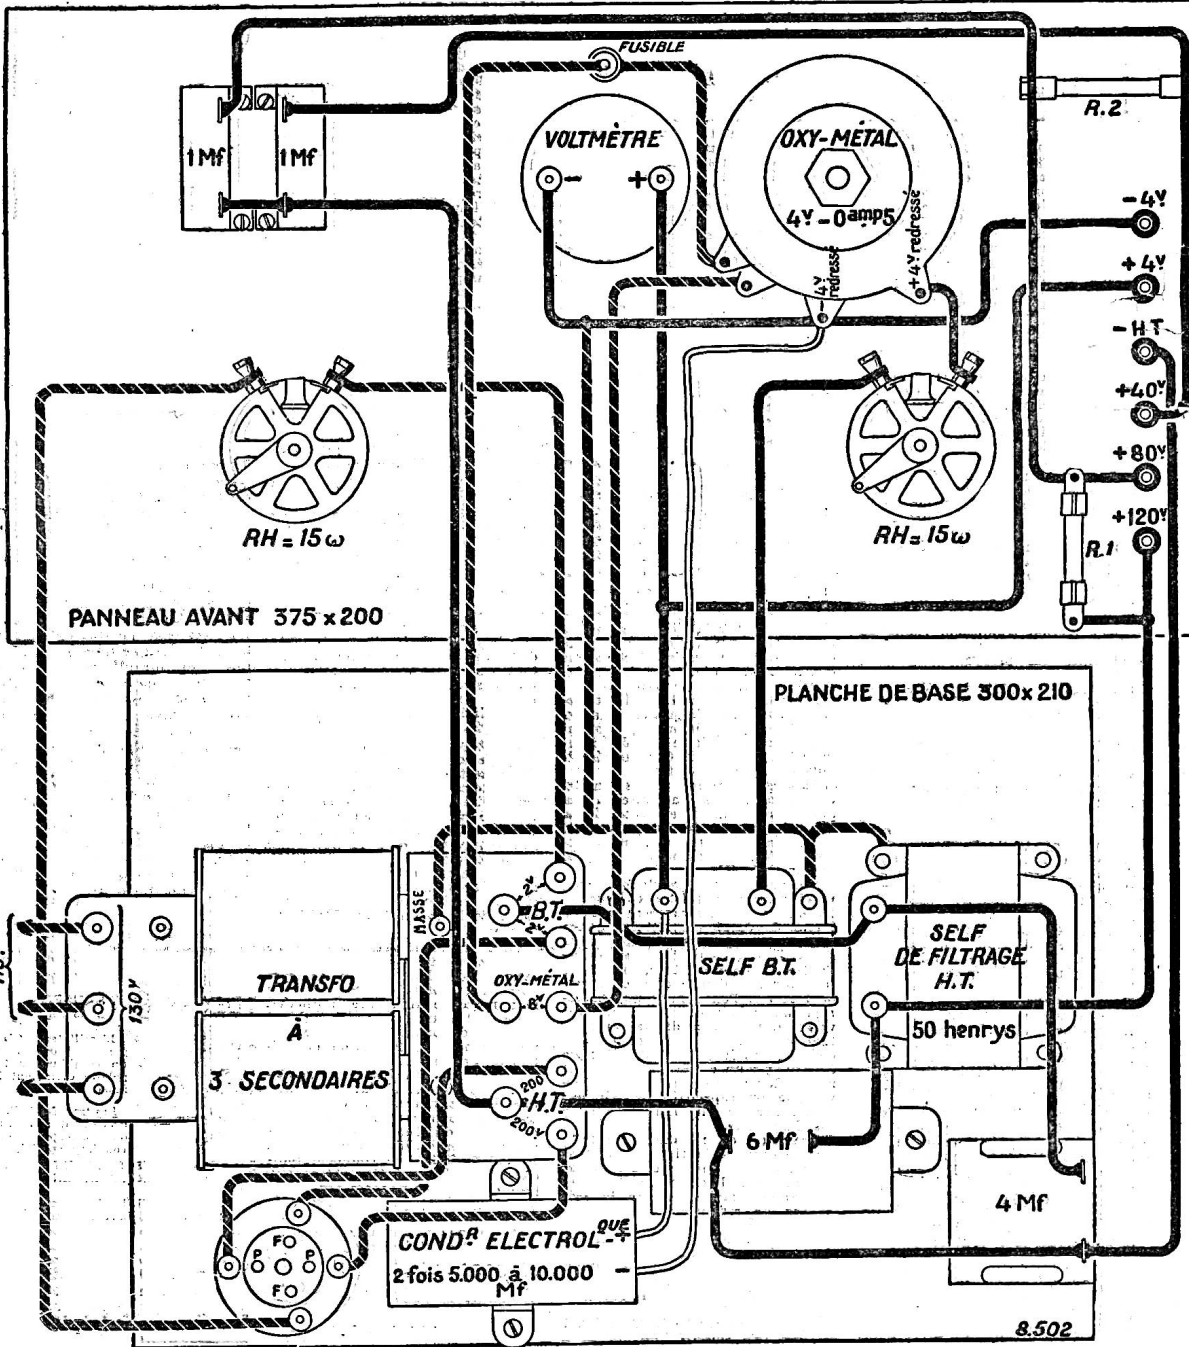 FUSIBLE
R.2
1 Mf
1 Mf
VOLTMÈTRE
- +
OXY-MÉTAL
4V - 0amp5
- 4V redressé
+ 4V redressé
- 4V
+ 4V
- HT
+40V
+80V
+120V
R.1
RH = 15 ω
RH = 15 ω
PANNEAU AVANT 375 x 200
PLANCHE DE BASE 300 x 210
MASSE
2V
B.T.
2V
OXY-MÉTAL
8V
130V
TRANSFO
À
3 SECONDAIRES
SELF B.T.
SELF
DE FILTRAGE
H.T.
50 henrys
200
H.T.
200V
6 Mf
4 Mf
CONDR ELECTROLQUE
- +
2 fois 5.000 à 10.000
Mf
-
F
P P
F
8.502